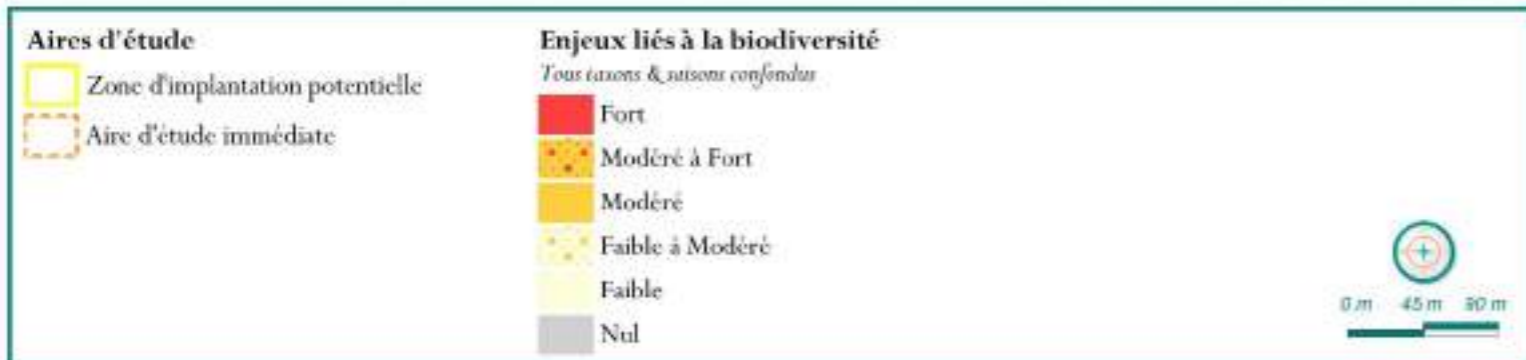 Aires d'étude
Zone d'implantation potentielle
Aire d'étude immédiate
Enjeux liés à la biodiversité
Tous taxons & saisons confondus
Fort
Modéré à Fort
Modéré
Faible à Modéré
Faible
Nul
0 m 45 m 90 m